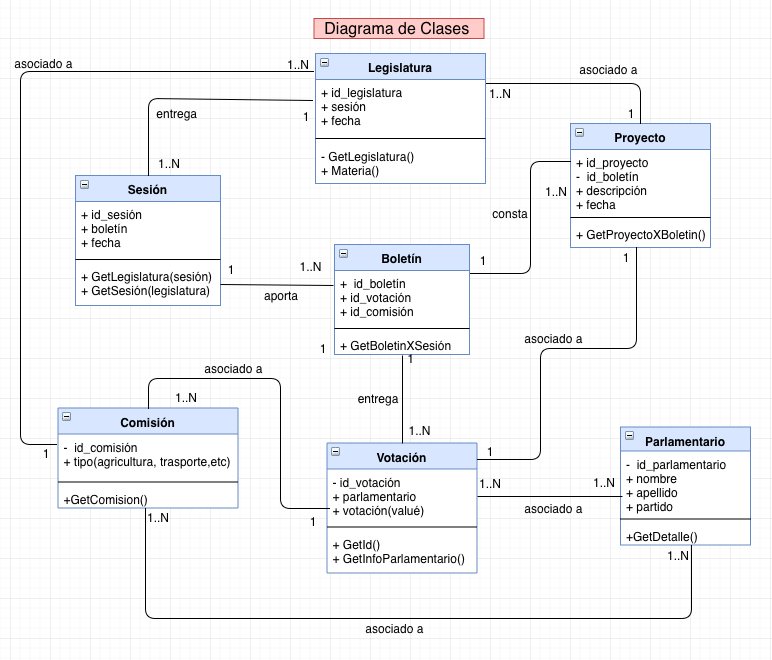 Diagrama de Clases
asociado a
1..N
Legislatura
+ id_legislatura
+ sesión
+ fecha
- GetLegislatura()
+ Materia()
asociado a
1..N
1
entrega
1
1..N
Proyecto
+ id_proyecto
- id_boletín
+ descripción
+ fecha
+ GetProyectoXBoletin()
Sesión
+ id_sesión
+ boletín
+ fecha
+ GetLegislatura(sesión)
+ GetSesión(legislatura)
1..N
consta
1
1
1..N
aporta
Boletín
+ id_boletín
+ id_votación
+ id_comisión
+ GetBoletinXSesión
1
1
1
asociado a
asociado a
1..N
entrega
1..N
Comisión
- id_comisión
+ tipo(agricultura, trasporte,etc)
+GetComision()
1
1..N
Votación
- id_votación
+ parlamentario
+ votación(valué)
+ GetId()
+ GetInfoParlamentario()
1
1
1..N
1..N
asociado a
Parlamentario
- id_parlamentario
+ nombre
+ apellido
+ partido
+GetDetalle()
1..N
asociado a